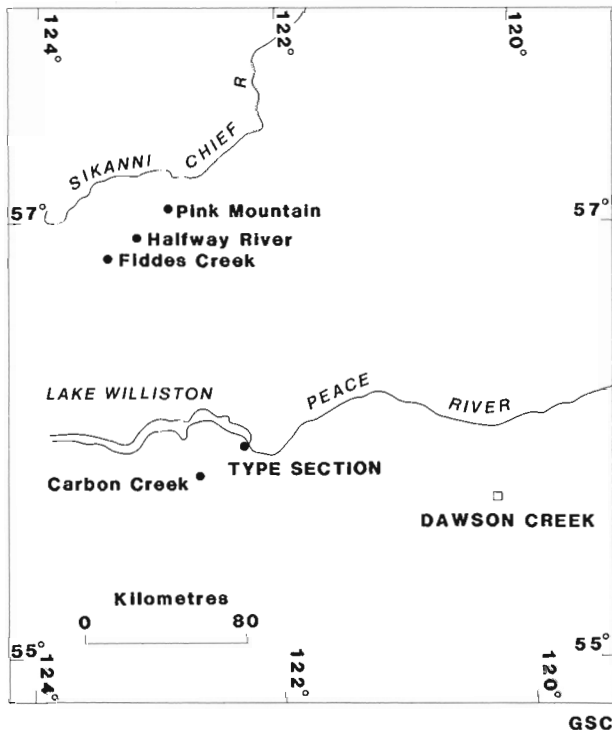 124°
122°
120°
SIKANNI CHIEF R
57°
57°
Pink Mountain
Halfway River
Fiddes Creek
LAKE WILLISTON
PEACE RIVER
TYPE SECTION
Carbon Creek
DAWSON CREEK
Kilometres
0 80
55°
55°
124°
122°
120°
GSC